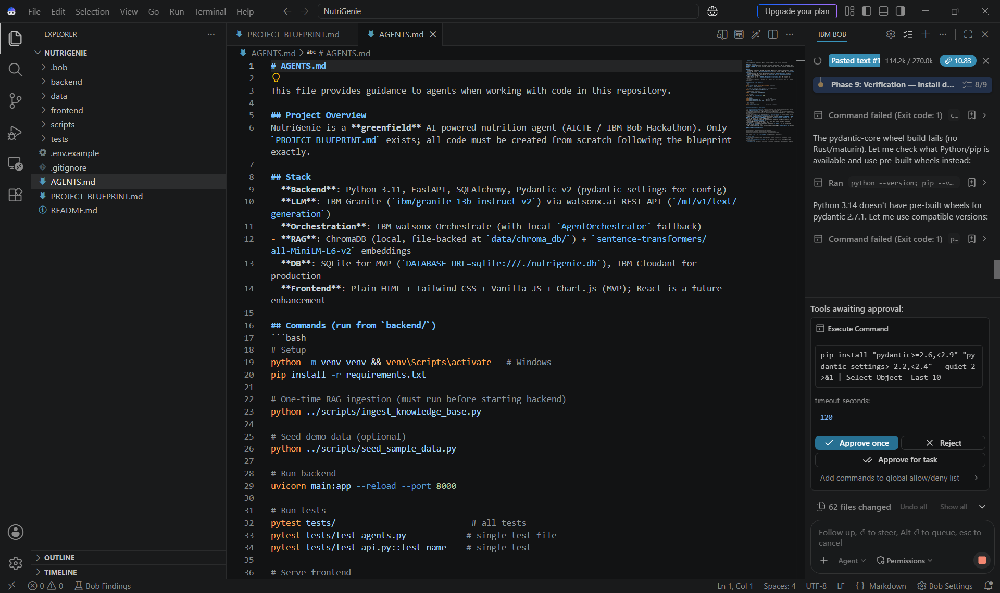 File Edit Selection View Go Run Terminal Help
NutriGenie
Upgrade your plan
EXPLORER
NUTRIGENIE
.bob
backend
data
frontend
scripts
tests
.env.example
.gitignore
AGENTS.md
PROJECT_BLUEPRINT.md
README.md
OUTLINE
TIMELINE
PROJECT_BLUEPRINT.md
AGENTS.md
AGENTS.md > abc # AGENTS.md
1 # AGENTS.md
2
3 This file provides guidance to agents when working with code in this repository.
4
5 ## Project Overview
6 NutriGenie is a **greenfield** AI-powered nutrition agent (AICTE / IBM Bob Hackathon). Only
`PROJECT_BLUEPRINT.md` exists; all code must be created from scratch following the blueprint
exactly.
7
8 ## Stack
9 - **Backend**: Python 3.11, FastAPI, SQLAlchemy, Pydantic v2 (pydantic-settings for config)
10 - **LLM**: IBM Granite (`ibm/granite-13b-instruct-v2`) via watsonx.ai REST API (`/ml/v1/text/
generation`)
11 - **Orchestration**: IBM watsonx Orchestrate (with local `AgentOrchestrator` fallback)
12 - **RAG**: ChromaDB (local, file-backed at `data/chroma_db/`) + `sentence-transformers/
all-MiniLM-L6-v2` embeddings
13 - **DB**: SQLite for MVP (`DATABASE_URL=sqlite:///./nutrigenie.db`), IBM Cloudant for
production
14 - **Frontend**: Plain HTML + Tailwind CSS + Vanilla JS + Chart.js (MVP); React is a future
enhancement
15
16 ## Commands (run from `backend/`)
17 ```bash
18 # Setup
19 python -m venv venv && venv\Scripts\activate # Windows
20 pip install -r requirements.txt
21
22 # One-time RAG ingestion (must run before starting backend)
23 python ../scripts/ingest_knowledge_base.py
24
25 # Seed demo data (optional)
26 python ../scripts/seed_sample_data.py
27
28 # Run backend
29 uvicorn main:app --reload --port 8000
30
31 # Run tests
32 pytest tests/ # all tests
33 pytest tests/test_agents.py # single test file
34 pytest tests/test_api.py::test_name # single test
35
36 # Serve frontend
IBM BOB
Pasted text #1 114.2k / 270.0k 10.83
Phase 9: Verification — install d... 8/9
Command failed (Exit code: 1) c...
The pydantic-core wheel build fails (no
Rust/maturin). Let me check what Python/pip is
available and use pre-built wheels instead:
Ran python --version; pip --v...
Python 3.14 doesn't have pre-built wheels for
pydantic 2.7.1. Let me use compatible versions:
Command failed (Exit code: 1) p...
Tools awaiting approval:
Execute Command
pip install "pydantic>=2.6,<2.9" "py
dantic-settings>=2.2,<2.4" --quiet 2
>&1 | Select-Object -Last 10
timeout_seconds:
120
Approve once
Reject
Approve for task
Add commands to global allow/deny list
62 files changed Undo all Show all
Follow up, ⏎ to steer, Alt ⏎ to queue, esc to
cancel
Agent
Permissions
0 0 Bob Findings
Ln 1, Col 1 Spaces: 4 UTF-8 LF { } Markdown Bob Settings